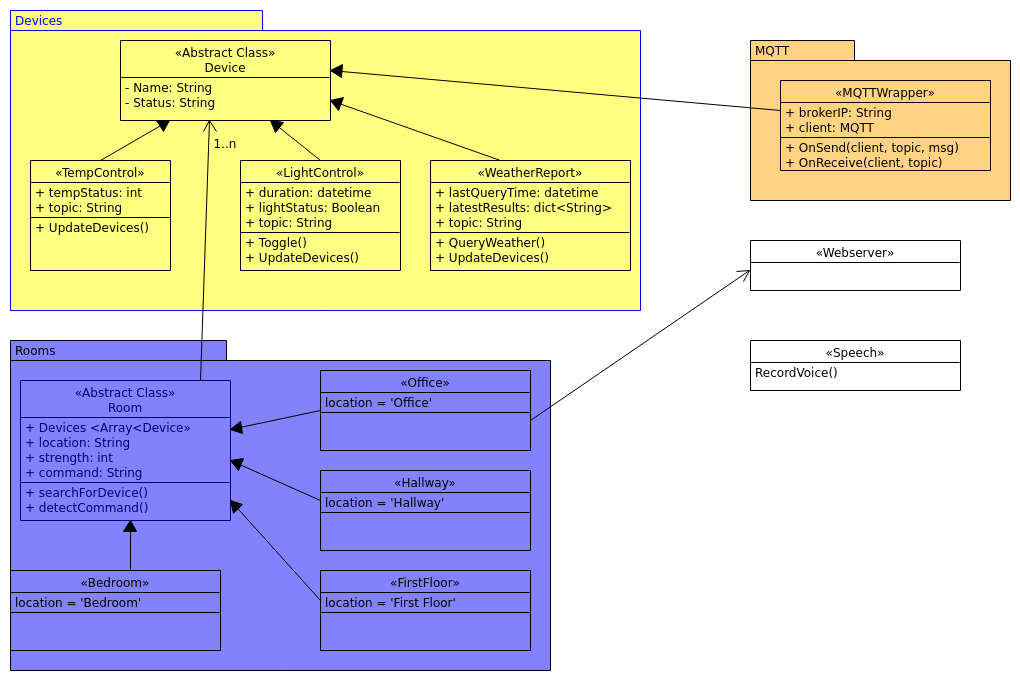 Devices
«Abstract Class»
Device
- Name: String
- Status: String
1..n
«TempControl»
+ tempStatus: int
+ topic: String
+ UpdateDevices()
«LightControl»
+ duration: datetime
+ lightStatus: Boolean
+ topic: String
+ Toggle()
+ UpdateDevices()
«WeatherReport»
+ lastQueryTime: datetime
+ latestResults: dict<String>
+ topic: String
+ QueryWeather()
+ UpdateDevices()
MQTT
«MQTTWrapper»
+ brokerIP: String
+ client: MQTT
+ OnSend(client, topic, msg)
+ OnReceive(client, topic)
«Webserver»
«Speech»
RecordVoice()
Rooms
«Abstract Class»
Room
+ Devices <Array<Device»
+ location: String
+ strength: int
+ command: String
+ searchForDevice()
+ detectCommand()
«Office»
location = 'Office'
«Hallway»
location = 'Hallway'
«Bedroom»
location = 'Bedroom'
«FirstFloor»
location = 'First Floor'